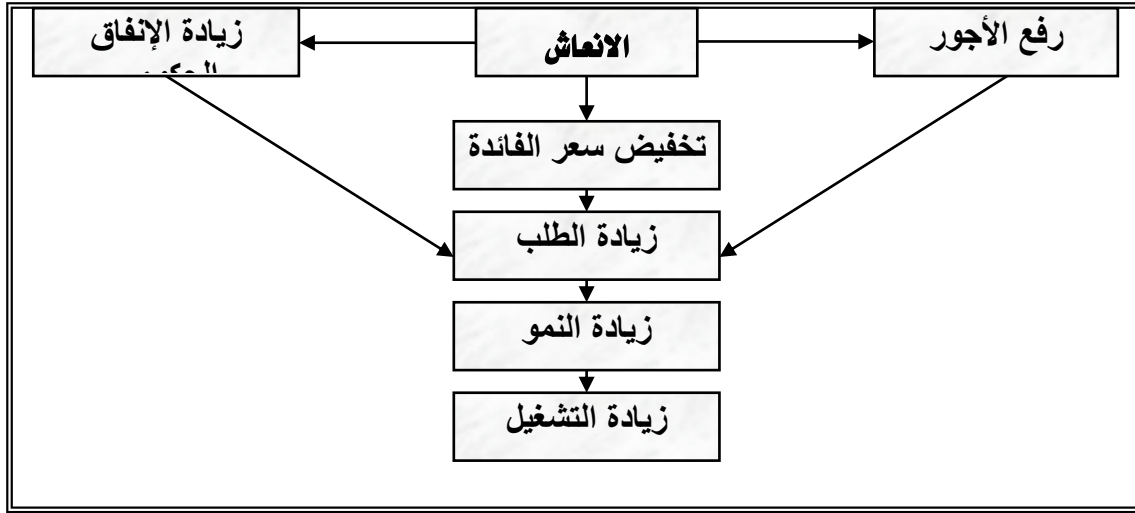 رفع الأجور
الانعاش
زيادة الإنفاق
تخفيض سعر الفائدة
زيادة الطلب
زيادة النمو
زيادة التشغيل